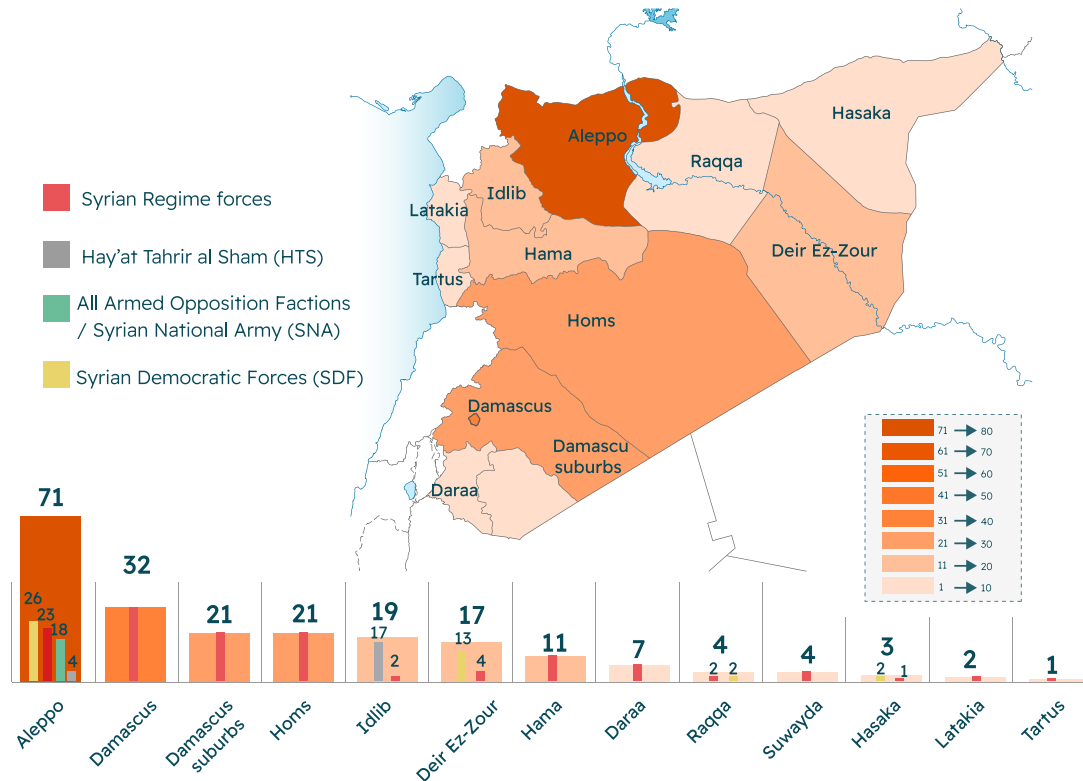 Aleppo
Hasaka
Raqqa
Idlib
Latakia
Hama
Deir Ez-Zour
Tartus
Homs
Damascus
Damascu
suburbs
Daraa
Syrian Regime forces
Hay'at Tahrir al Sham (HTS)
All Armed Opposition Factions
/ Syrian National Army (SNA)
Syrian Democratic Forces (SDF)
71 80
61 70
51 60
41 50
31 40
21 30
11 20
1 10
71
26
23
18
4
32
21
21
19
17
2
17
13
4
11
7
4
2 2
4
3
2 1
2
1
Aleppo
Damascus
Damascus
suburbs
Homs
Idlib
Deir Ez-Zour
Hama
Daraa
Raqqa
Suwayda
Hasaka
Latakia
Tartus